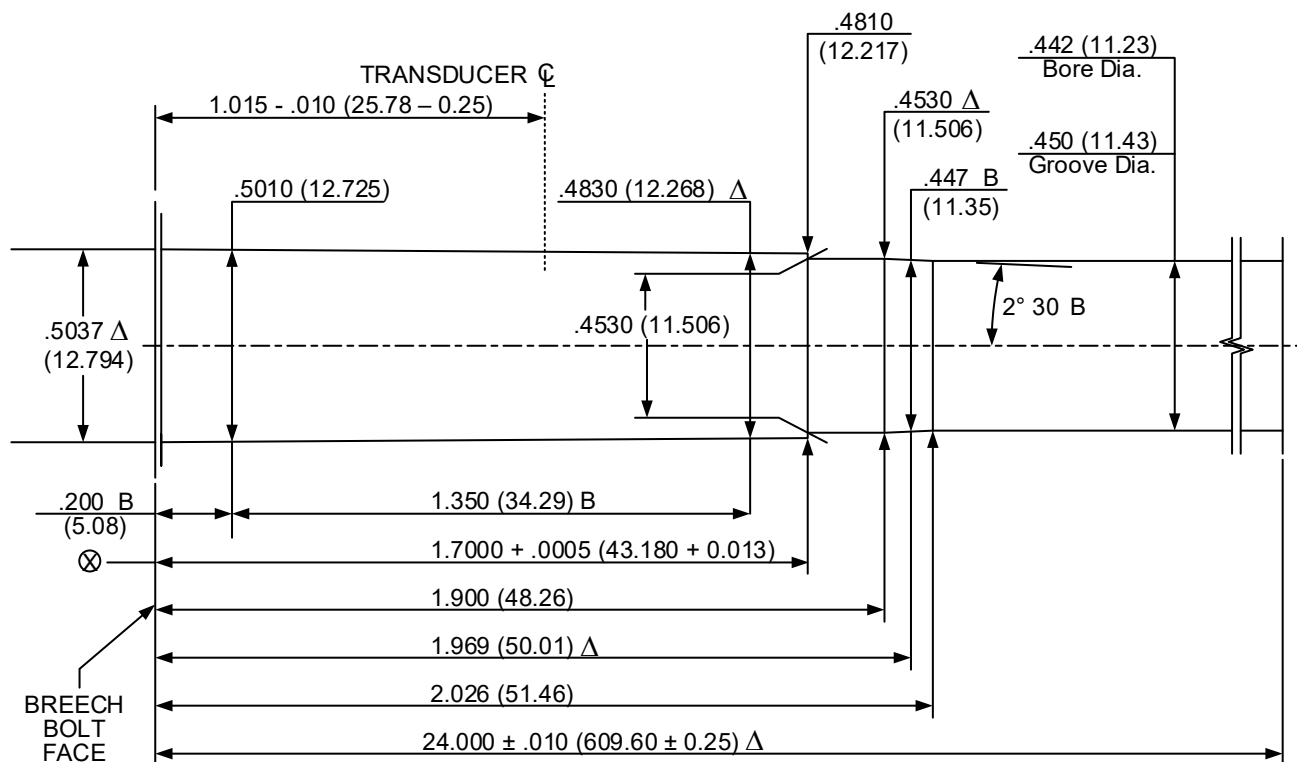 .4810
(12.217)
.442 (11.23)
Bore Dia.
TRANSDUCER ℄
1.015 - .010 (25.78 – 0.25)
.4530 Δ
(11.506)
.450 (11.43)
Groove Dia.
.5010 (12.725)
.4830 (12.268) Δ
.447 B
(11.35)
.5037 Δ
(12.794)
.4530 (11.506)
2° 30 B
.200 B
(5.08)
1.350 (34.29) B
ⓧ
1.7000 + .0005 (43.180 + 0.013)
1.900 (48.26)
1.969 (50.01) Δ
2.026 (51.46)
BREECH
BOLT
FACE
24.000 ± .010 (609.60 ± 0.25) Δ